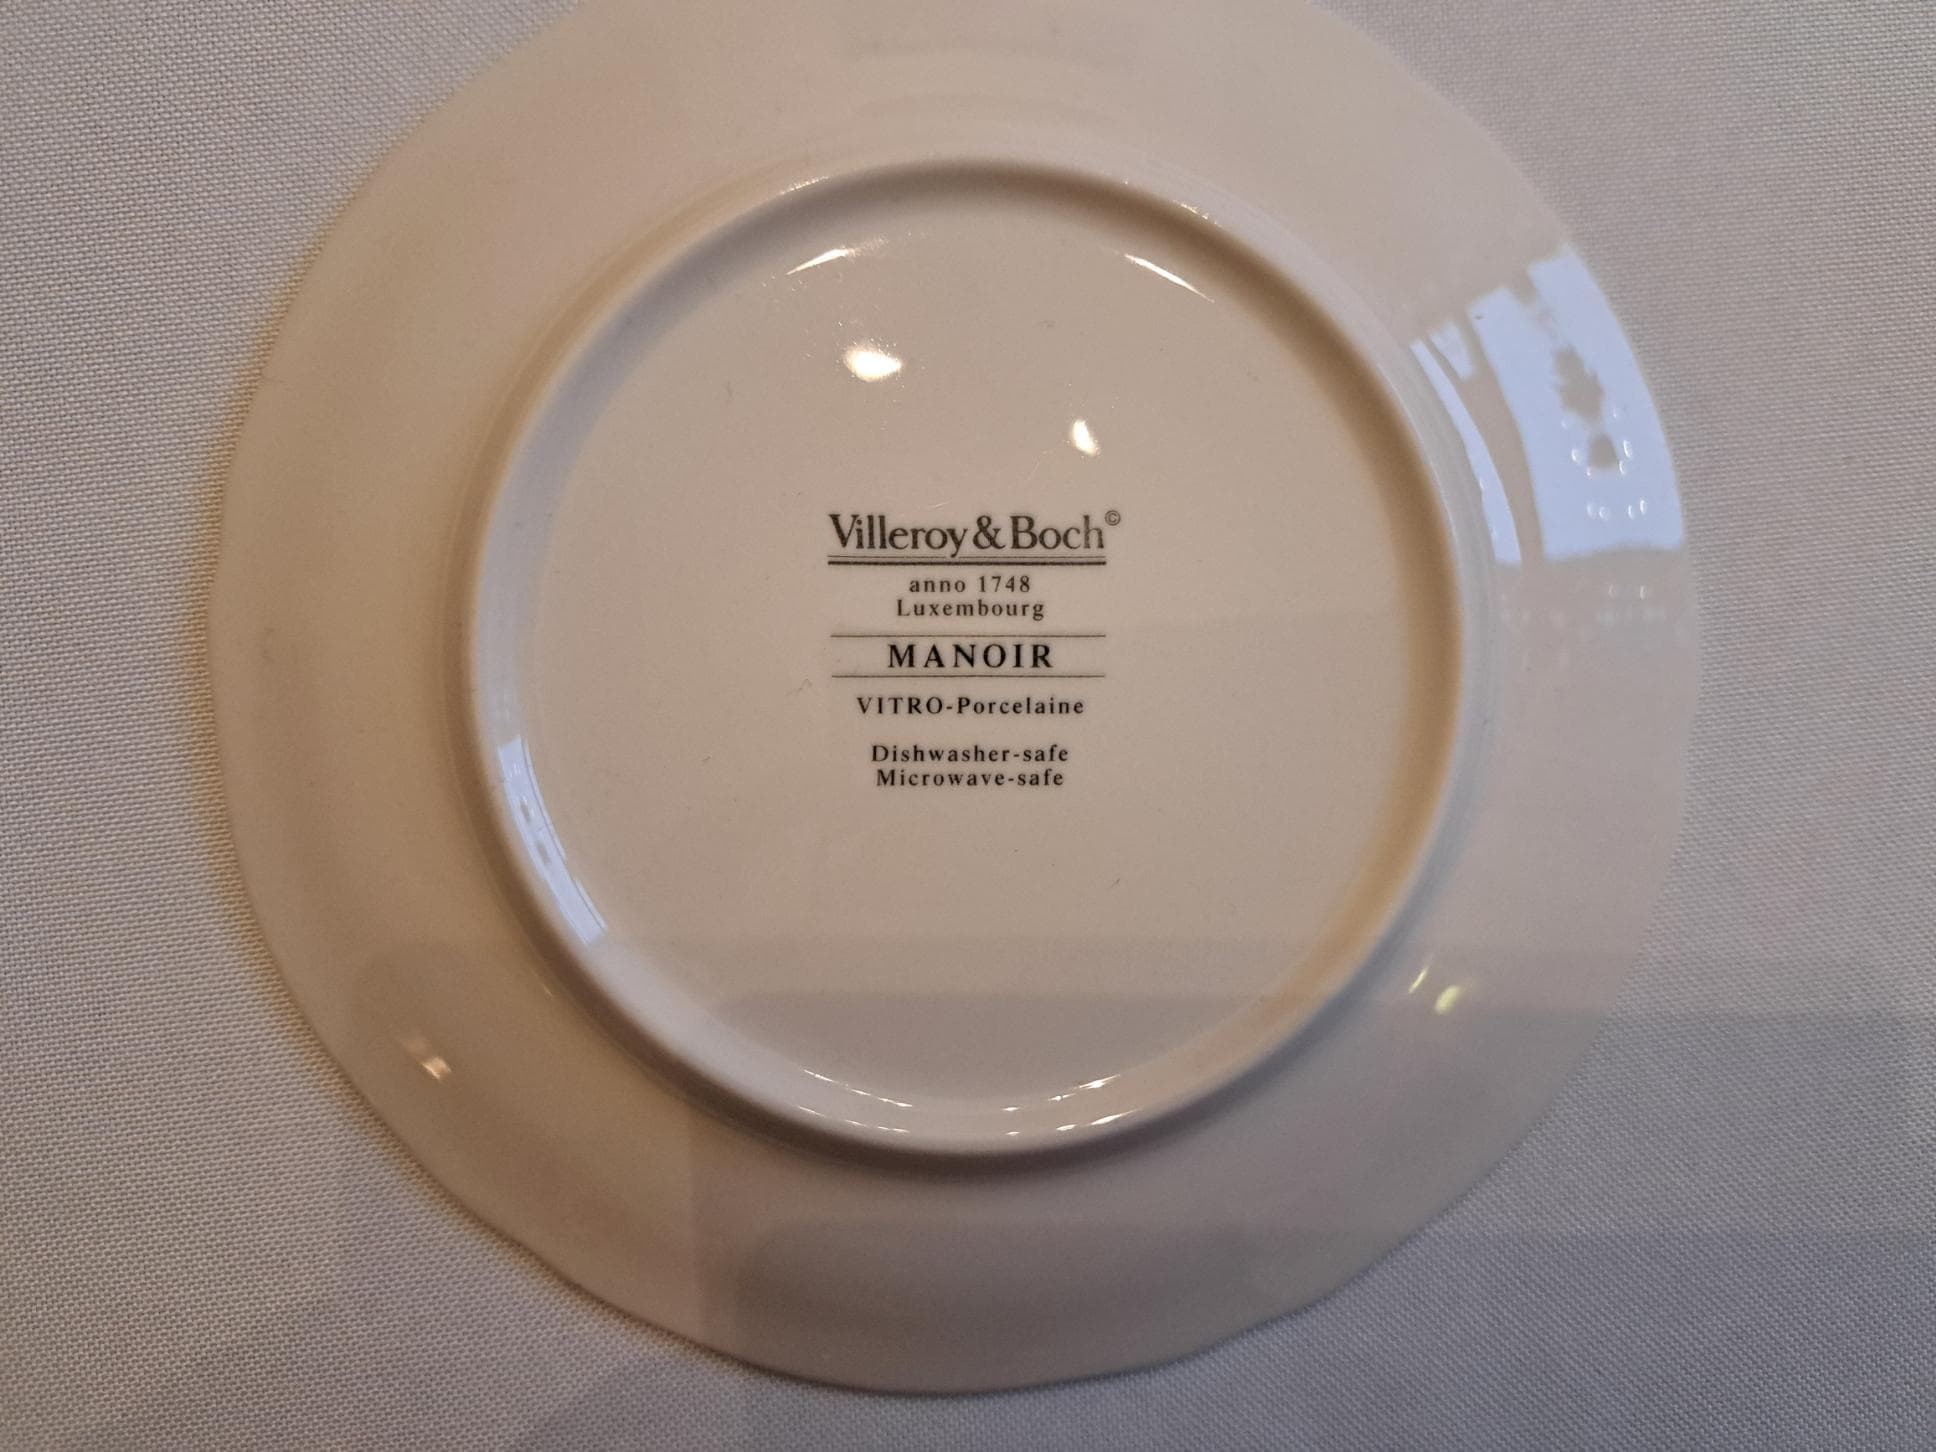 Villeroy & Boch©
anno 1748
Luxembourg
MANOIR
VITRO-Porcelaine
Dishwasher-safe
Microwave-safe